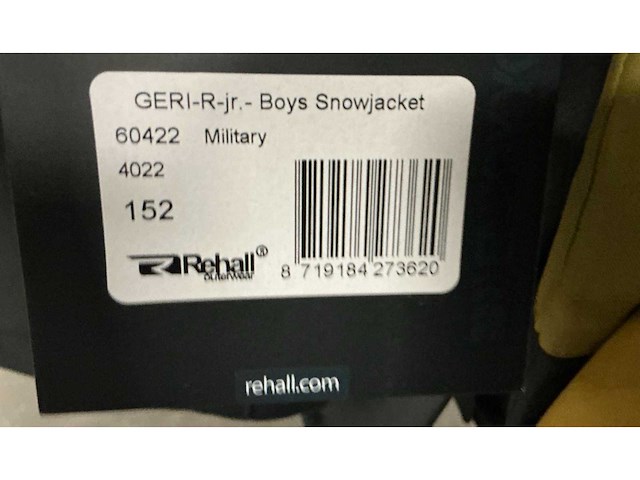 GERI-R-jr.- Boys Snowjacket
60422 Military
4022
152
Rehall®
outerwear
8 719184 273620
rehall.com